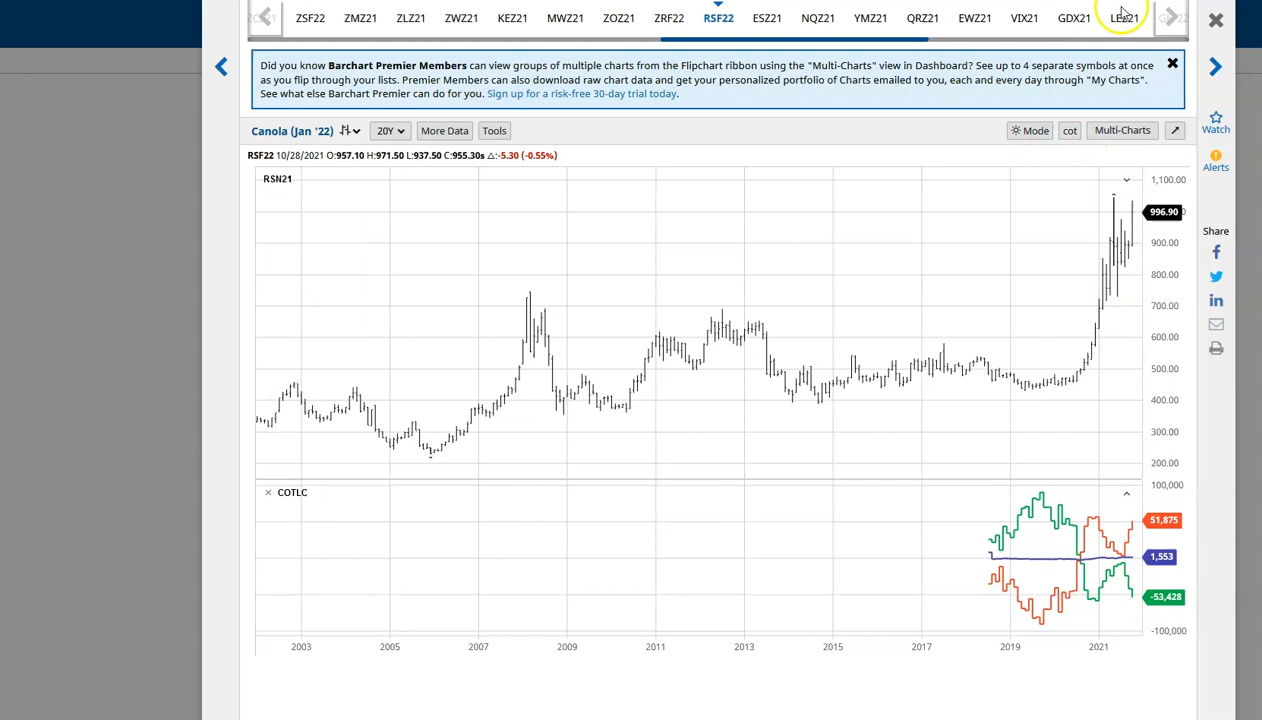 ZSF22 ZMZ21 ZLZ21 ZWZ21 KEZ21 MWZ21 ZOZ21 ZRF22 RSF22 ESZ21 NQZ21 YMZ21 QRZ21 EWZ21 VIX21 GDX21 LEZ21
Did you know Barchart Premier Members can view groups of multiple charts from the Flipchart ribbon using the "Multi-Charts" view in Dashboard? See up to 4 separate symbols at once
as you flip through your lists. Premier Members can also download raw chart data and get your personalized portfolio of Charts emailed to you, each and every day through "My Charts".
See what else Barchart Premier can do for you. Sign up for a risk-free 30-day trial today.
Canola (Jan '22) 20Y More Data Tools Mode cot Multi-Charts
RSF22 10/28/2021 O:957.10 H:971.50 L:937.50 C:955.30s △:-5.30 (-0.55%)
RSN21
1,100.00
996.90
900.00
800.00
700.00
600.00
500.00
400.00
300.00
200.00
COTLC
100,000
51,875
1,553
-53,428
-100,000
2003 2005 2007 2009 2011 2013 2015 2017 2019 2021
Watch
Alerts
Share